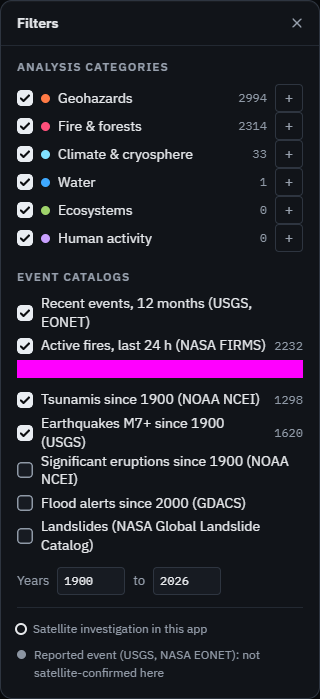 Filters
ANALYSIS CATEGORIES
Geohazards 2994 +
Fire & forests 2314 +
Climate & cryosphere 33 +
Water 1 +
Ecosystems 0 +
Human activity 0 +
EVENT CATALOGS
Recent events, 12 months (USGS,
EONET)
Active fires, last 24 h (NASA FIRMS) 2232
Tsunamis since 1900 (NOAA NCEI) 1298
Earthquakes M7+ since 1900
(USGS) 1620
Significant eruptions since 1900 (NOAA
NCEI)
Flood alerts since 2000 (GDACS)
Landslides (NASA Global Landslide
Catalog)
Years 1900 to 2026
Satellite investigation in this app
Reported event (USGS, NASA EONET): not
satellite-confirmed here